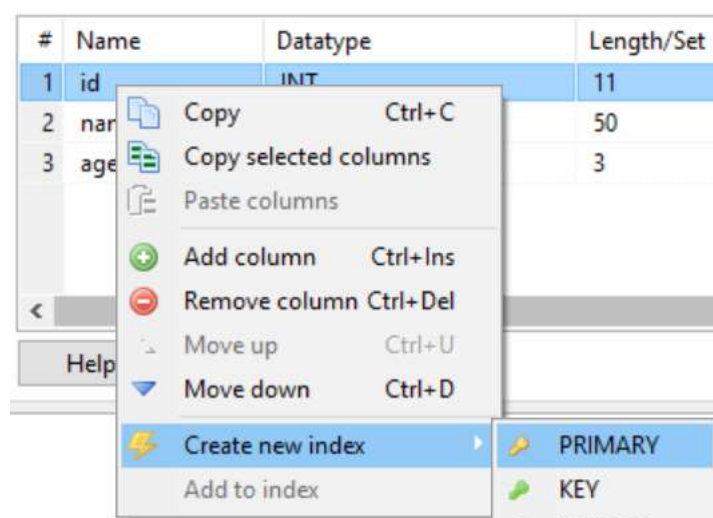 # Name Datatype Length/Set
1 id INT 11
2 50
3 age 3
Copy Ctrl+C
Copy selected columns
Paste columns
Add column Ctrl+Ins
Remove column Ctrl+Del
Move up Ctrl+U
Move down Ctrl+D
Help
Create new index PRIMARY
Add to index KEY